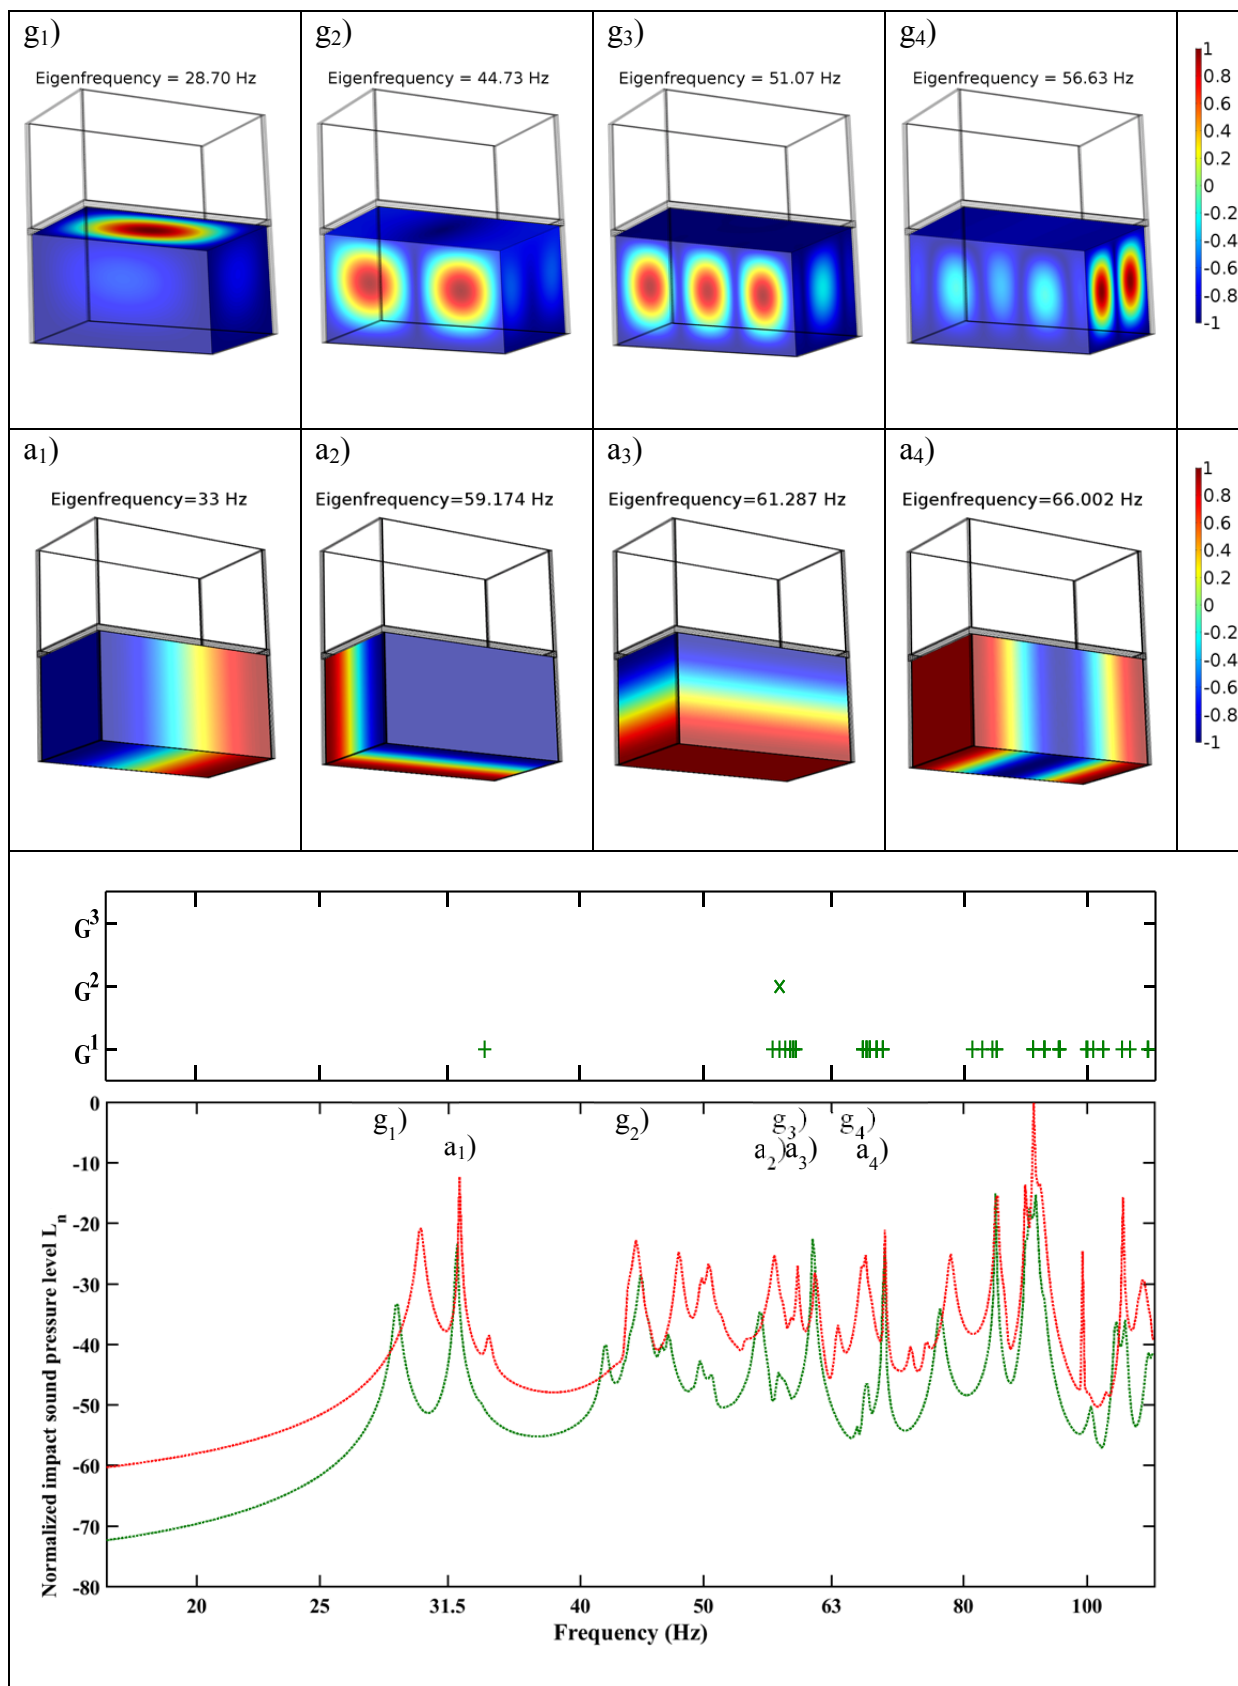 g1) g2) g3) g4)
Eigenfrequency = 28.70 Hz Eigenfrequency = 44.73 Hz Eigenfrequency = 51.07 Hz Eigenfrequency = 56.63 Hz
1
0.8
0.6
0.4
0.2
0
-0.2
-0.4
-0.6
-0.8
-1
a1) a2) a3) a4)
Eigenfrequency=33 Hz Eigenfrequency=59.174 Hz Eigenfrequency=61.287 Hz Eigenfrequency=66.002 Hz
1
0.8
0.6
0.4
0.2
0
-0.2
-0.4
-0.6
-0.8
-1
G3
G2
G1
g1) g2) g3) g4)
a1) a2) a3) a4)
Normalized impact sound pressure level Ln
0
-10
-20
-30
-40
-50
-60
-70
-80
20 25 31.5 40 50 63 80 100
Frequency (Hz)